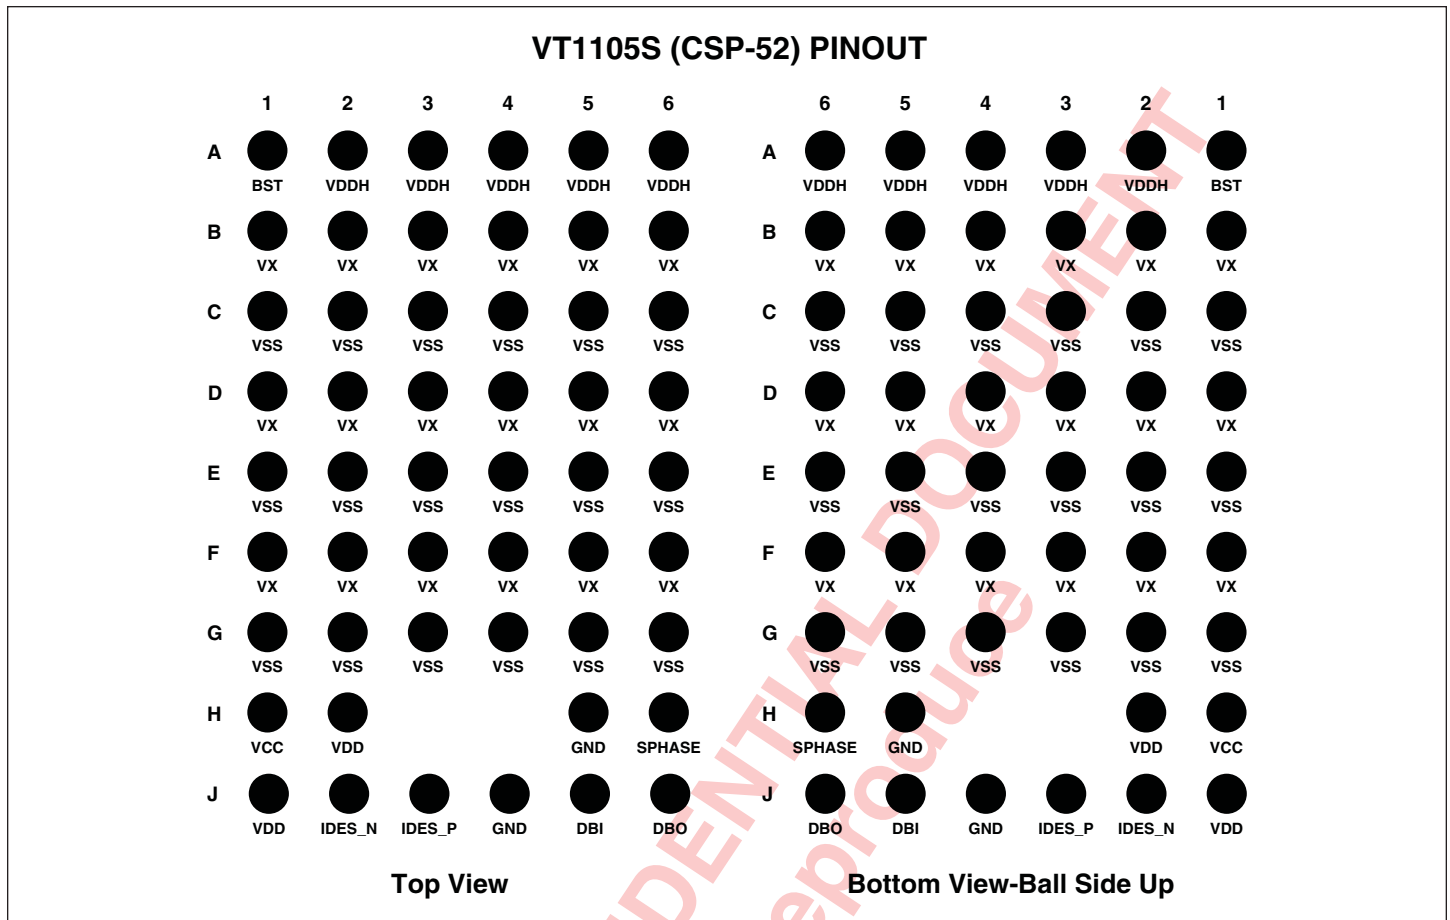 VT1105S (CSP-52) PINOUT
1 2 3 4 5 6 6 5 4 3 2 1
A A
BST VDDH VDDH VDDH VDDH VDDH VDDH VDDH VDDH VDDH VDDH BST
B B
VX VX VX VX VX VX VX VX VX VX VX VX
C C
VSS VSS VSS VSS VSS VSS VSS VSS VSS VSS VSS VSS
D D
VX VX VX VX VX VX VX VX VX VX VX VX
E E
VSS VSS VSS VSS VSS VSS VSS VSS VSS VSS VSS VSS
F F
VX VX VX VX VX VX VX VX VX VX VX VX
G G
VSS VSS VSS VSS VSS VSS VSS VSS VSS VSS VSS VSS
H H
VCC VDD GND SPHASE SPHASE GND VDD VCC
J J
VDD IDES_N IDES_P GND DBI DBO DBO DBI GND IDES_P IDES_N VDD
Top View Bottom View-Ball Side Up
DOCUMENT